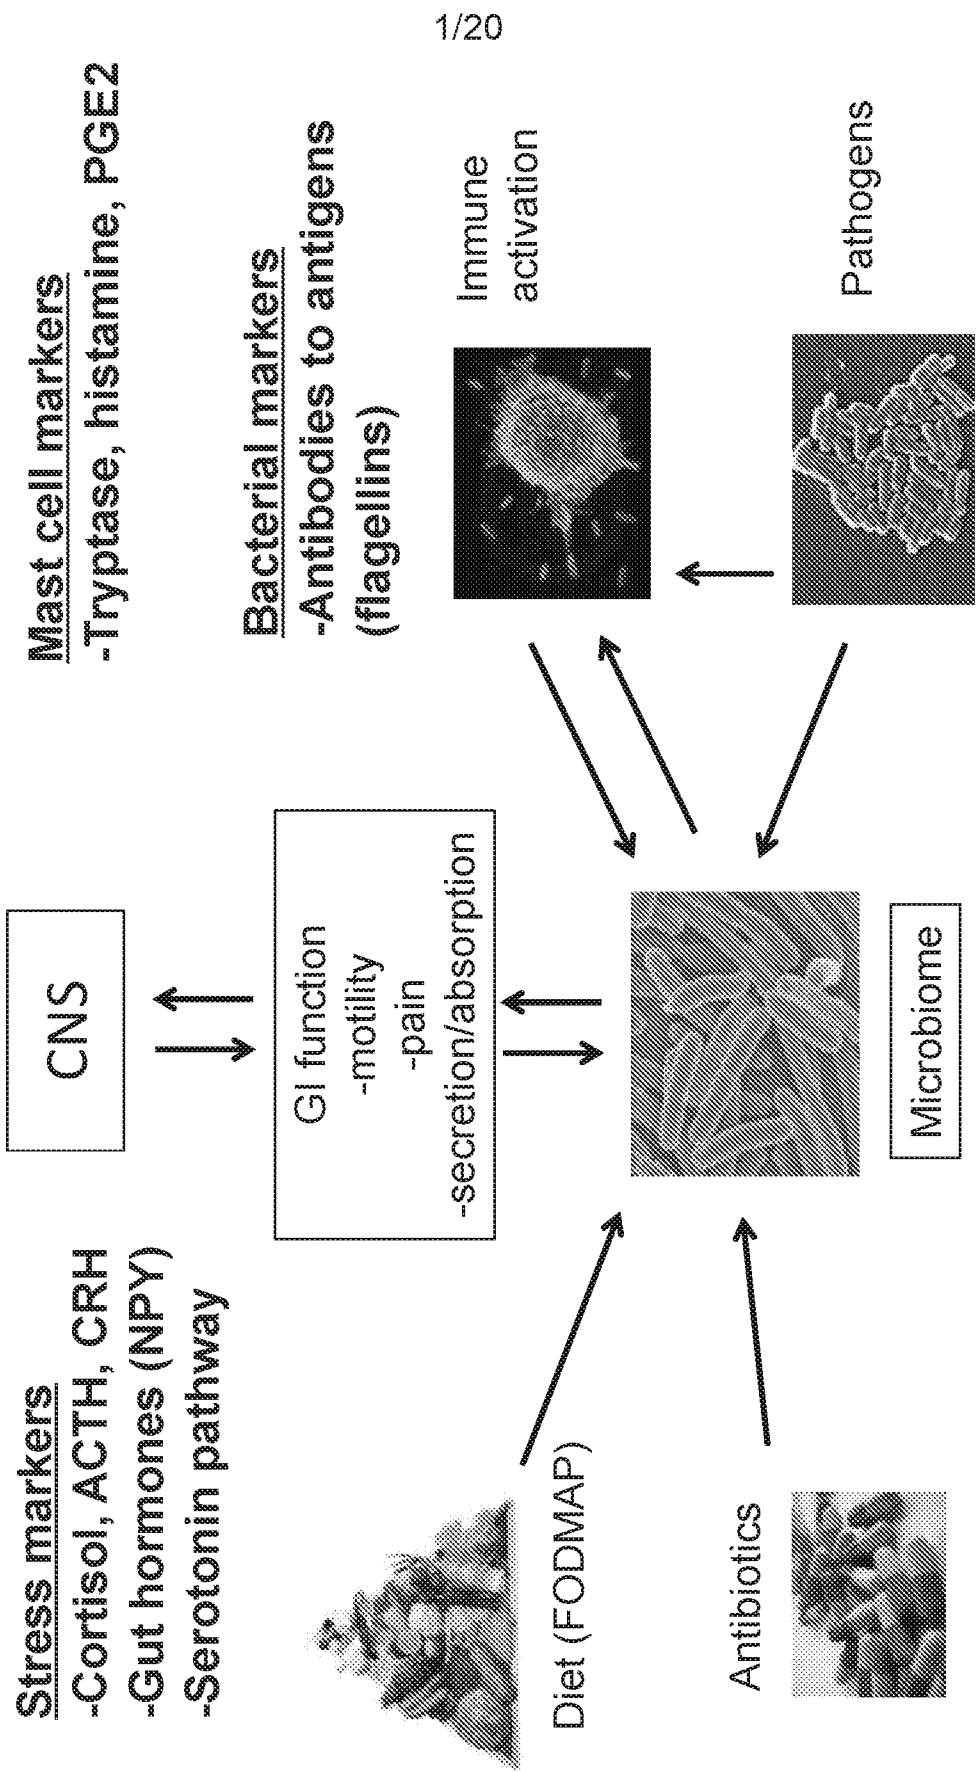 1/20
Stress markers
-Cortisol, ACTH, CRH
-Gut hormones (NPY)
-Serotonin pathway
CNS
Mast cell markers
-Tryptase, histamine, PGE2
GI function
-motility
-pain
-secretion/absorption
Bacterial markers
-Antibodies to antigens
(flagellins)
Diet (FODMAP)
Immune
activation
Antibiotics
Microbiome
Pathogens